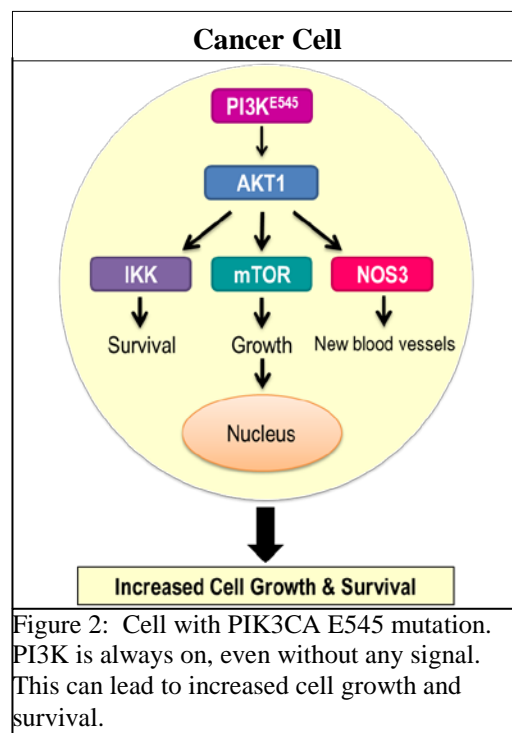 Cancer Cell
PI3KE545
AKT1
IKK mTOR NOS3
Survival Growth New blood vessels
Nucleus
Increased Cell Growth & Survival
Figure 2:  Cell with PIK3CA E545 mutation.
PI3K is always on, even without any signal.
This can lead to increased cell growth and
survival.